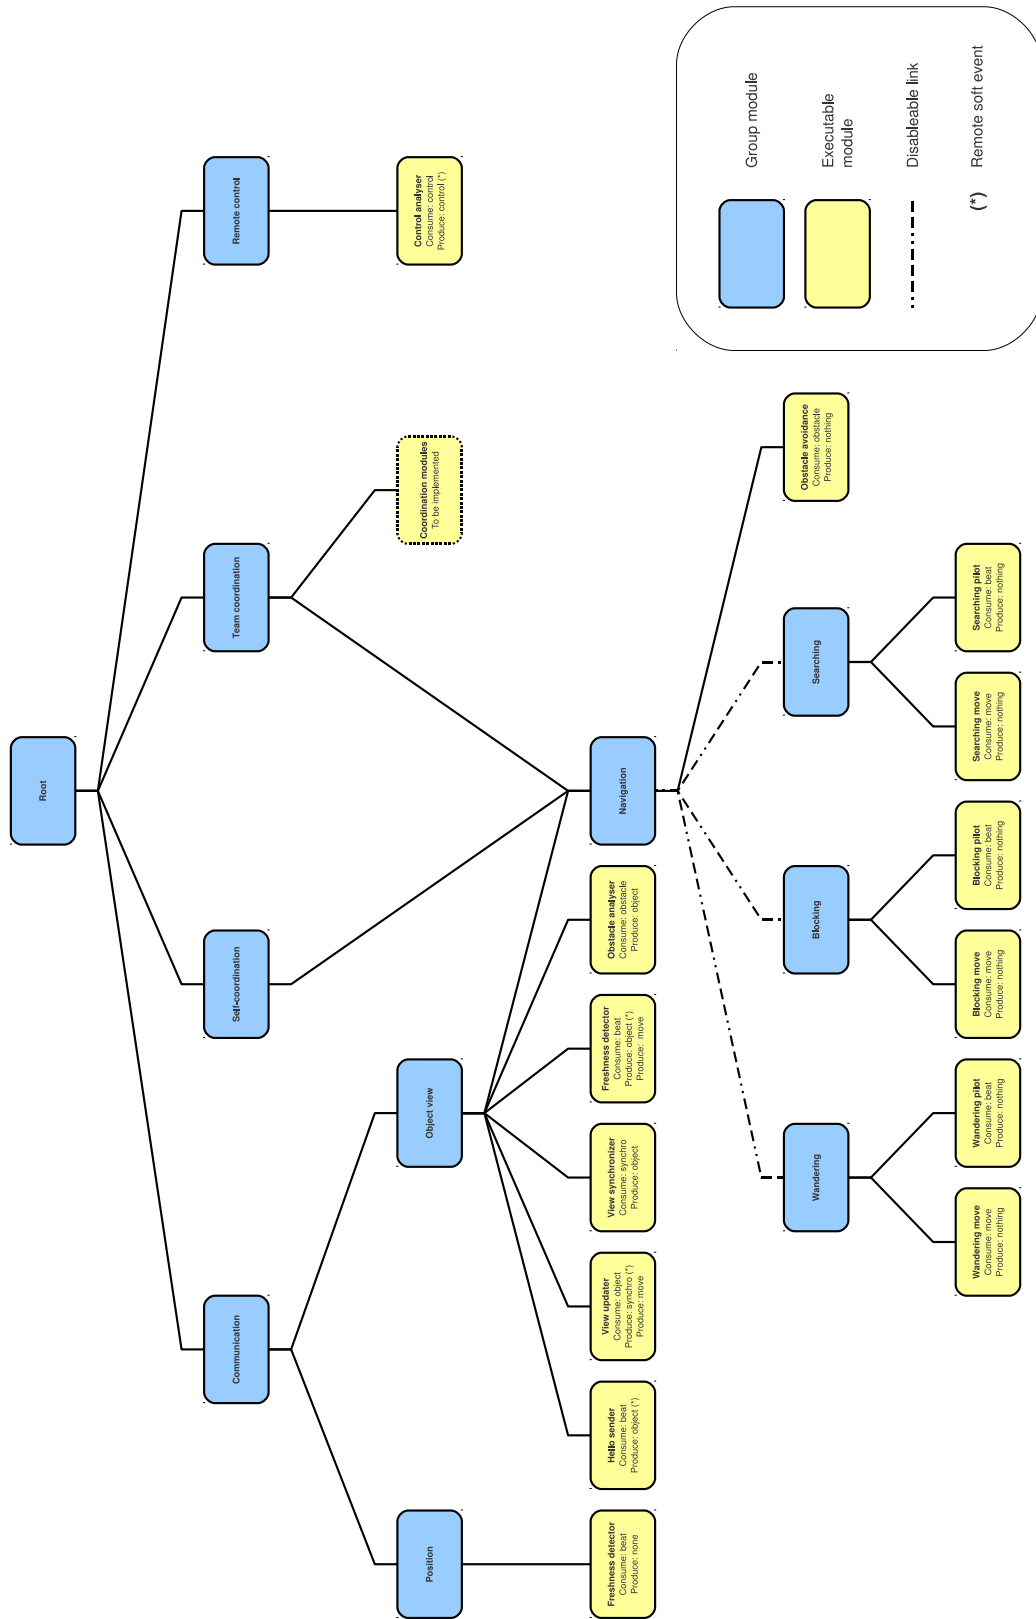 Root
Communication
Self-coordination
Team coordination
Remote control
Position
Object view
Coordination modules
To be implemented
Control analyser
Consume: control
Produce: control (*)
Freshness detector
Consume: beat
Produce: none
Hello sender
Consume: beat
Produce: object (*)
View updater
Consume: object
Produce: synchro (*)
Produce: move
View synchronizer
Consume: synchro
Produce: object
Freshness detector
Consume: beat
Produce: object (*)
Produce: move
Obstacle analyser
Consume: obstacle
Produce: object
Navigation
Wandering
Blocking
Searching
Obstacle avoidance
Consume: obstacle
Produce: nothing
Wandering move
Consume: move
Produce: nothing
Wandering pilot
Consume: beat
Produce: nothing
Blocking move
Consume: move
Produce: nothing
Blocking pilot
Consume: beat
Produce: nothing
Searching move
Consume: move
Produce: nothing
Searching pilot
Consume: beat
Produce: nothing
Group module
Executable
module
Disableable link
(*) Remote soft event